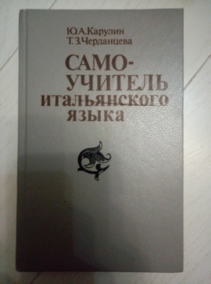 Ю.А.Карулин
Т.З.Черданцева
САМО-
УЧИТЕЛЬ
итальянского
языка